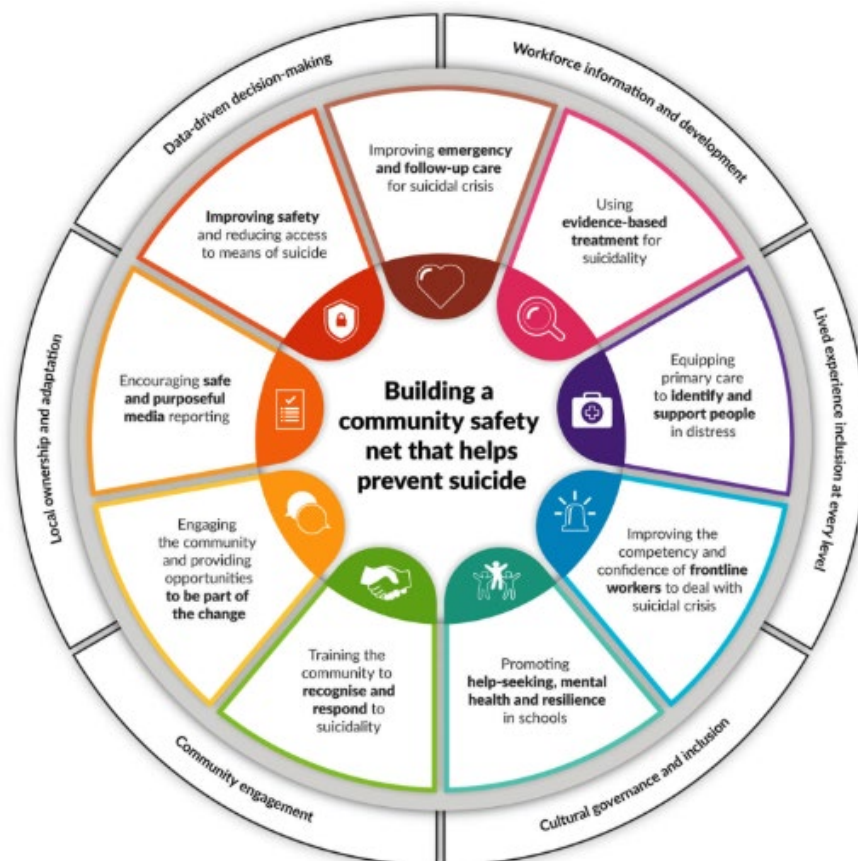 Data-driven decision-making
Workforce information and development
Lived experience inclusion at every level
Cultural governance and inclusion
Community engagement
Local ownership and adaptation
Improving emergency
and follow-up care
for suicidal crisis
Using
evidence-based
treatment for
suicidality
Equipping
primary care
to identify and
support people
in distress
Improving the
competency and
confidence of frontline
workers to deal with
suicidal crisis
Promoting
help-seeking, mental
health and resilience
in schools
Training the
community to
recognise and
respond to
suicidality
Engaging
the community
and providing
opportunities
to be part of
the change
Encouraging safe
and purposeful
media reporting
Improving safety
and reducing access
to means of suicide
Building a
community safety
net that helps
prevent suicide